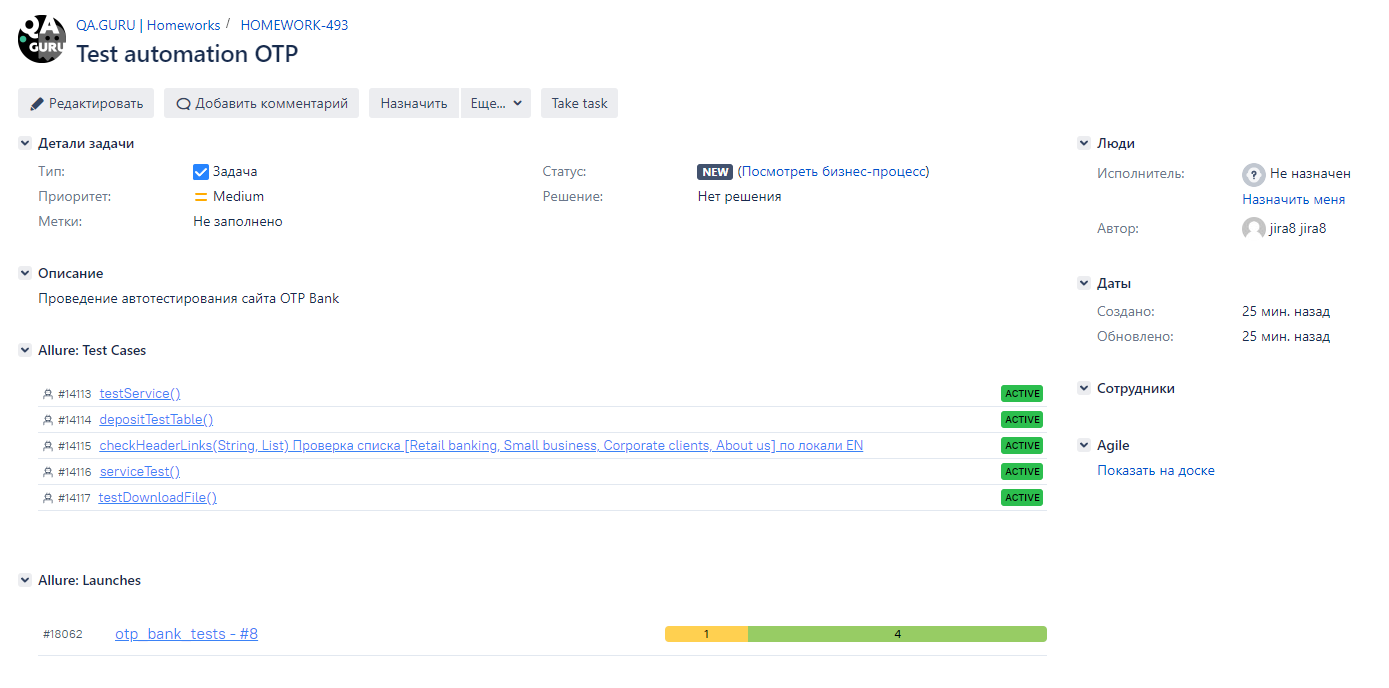 QA
GURU
QA.GURU | Homeworks / HOMEWORK-493
Test automation OTP
Редактировать Добавить комментарий Назначить Еще... Take task
Детали задачи
Тип: Задача Статус: NEW (Посмотреть бизнес-процесс)
Приоритет: Medium Решение: Нет решения
Метки: Не заполнено
Описание
Проведение автотестирования сайта OTP Bank
Allure: Test Cases
#14113 testService() ACTIVE
#14114 depositTestTable() ACTIVE
#14115 checkHeaderLinks(String, List) Проверка списка [Retail banking, Small business, Corporate clients, About us] по локали EN ACTIVE
#14116 serviceTest() ACTIVE
#14117 testDownloadFile() ACTIVE
Allure: Launches
#18062 otp_bank_tests - #8 1 4
Люди
Исполнитель: ? Не назначен
Назначить меня
Автор: jira8 jira8
Даты
Создано: 25 мин. назад
Обновлено: 25 мин. назад
Сотрудники
Agile
Показать на доске